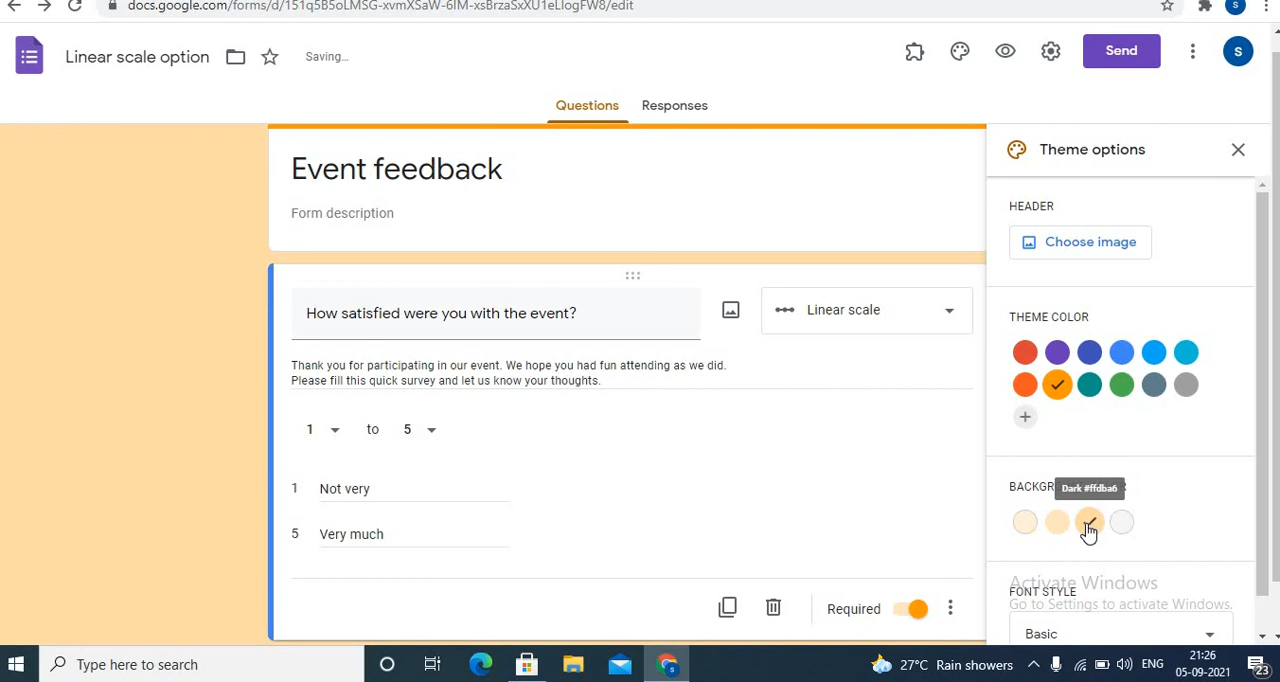 docs.google.com/forms/d/151q5B5oLMSG-xvmXSaW-6IM-xsBrzaSxXU1eLIogFW8/edit
S
Linear scale option
Saving...
Send
S
Questions
Responses
Event feedback
Form description
Theme options
HEADER
Choose image
How satisfied were you with the event?
Linear scale
THEME COLOR
Thank you for participating in our event. We hope you had fun attending as we did.
Please fill this quick survey and let us know your thoughts.
1 to 5
Dark #ffdba6
1 Not very
5 Very much
Activate Windows
FONT STYLE
Go to Settings to activate Windows.
Required
Basic
Type here to search
27°C Rain showers
ENG
21:26
05-09-2021
23